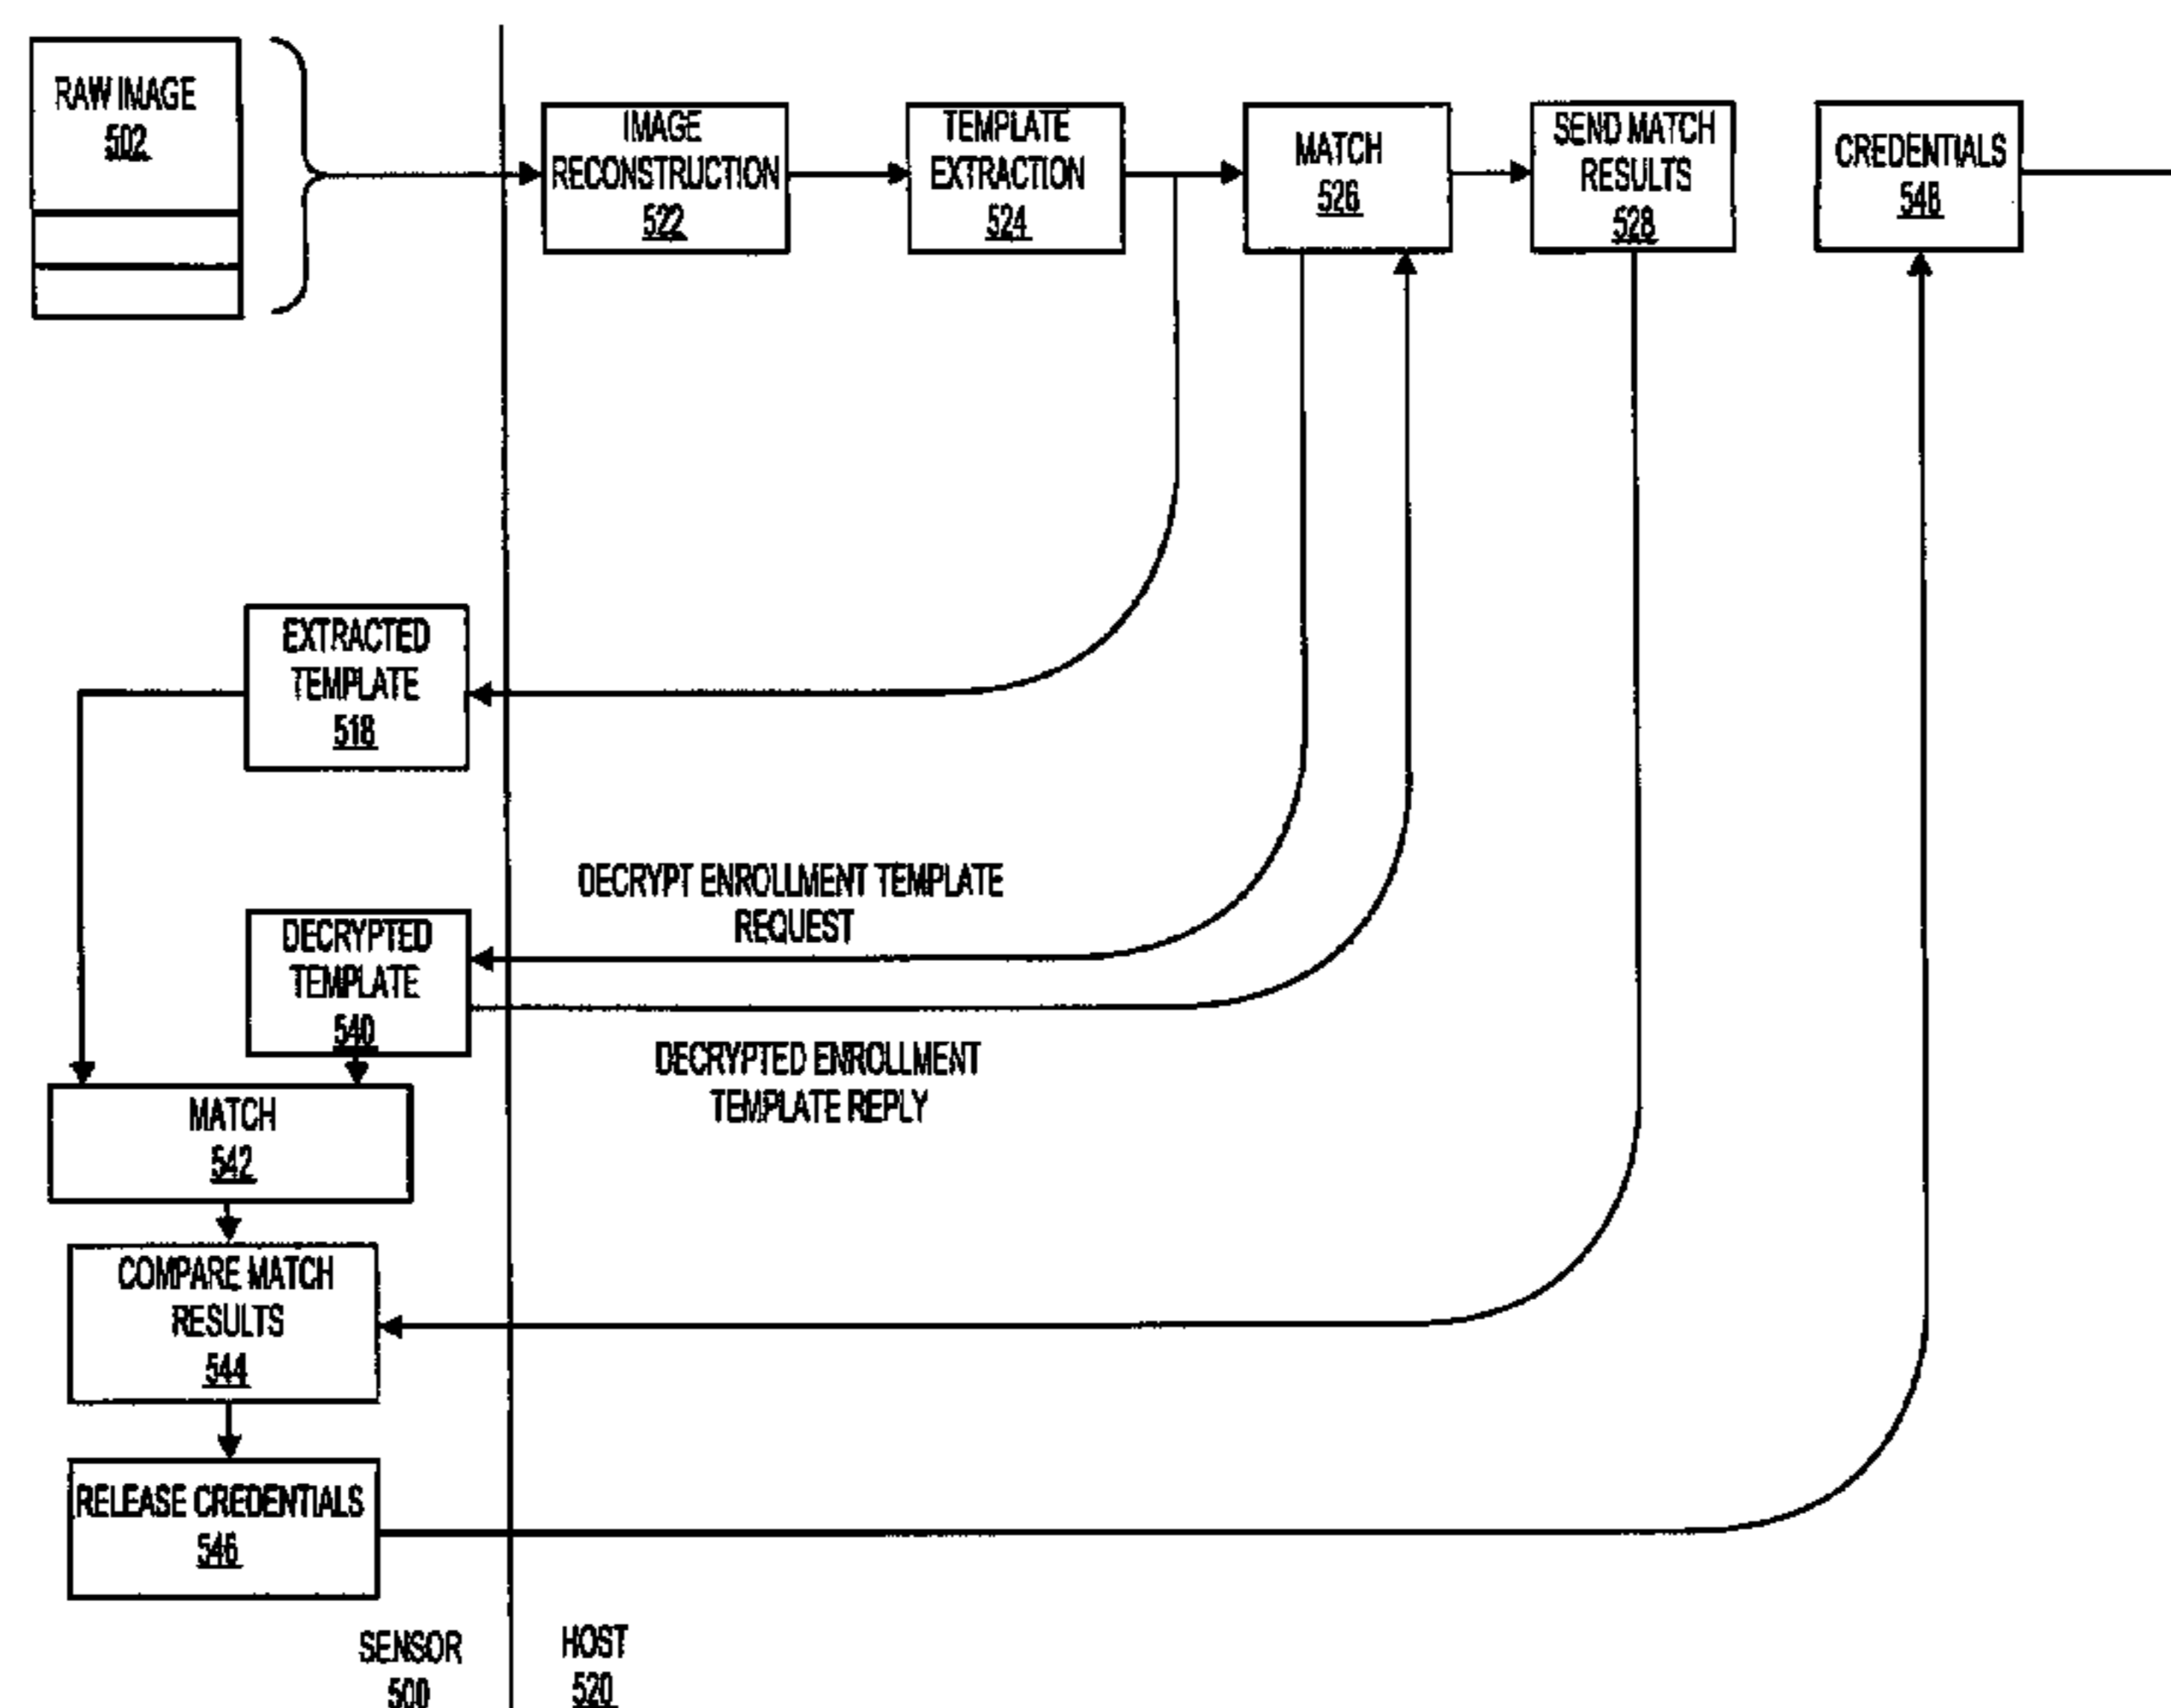 RAW IMAGE
502
IMAGE
RECONSTRUCTION
522
TEMPLATE
EXTRACTION
524
MATCH
526
SEND MATCH
RESULTS
528
CREDENTIALS
548
EXTRACTED
TEMPLATE
518
DECRYPT ENROLLMENT TEMPLATE
REQUEST
DECRYPTED
TEMPLATE
540
DECRYPTED ENROLLMENT
TEMPLATE REPLY
MATCH
542
COMPARE MATCH
RESULTS
544
RELEASE CREDENTIALS
546
SENSOR
500
HOST
520